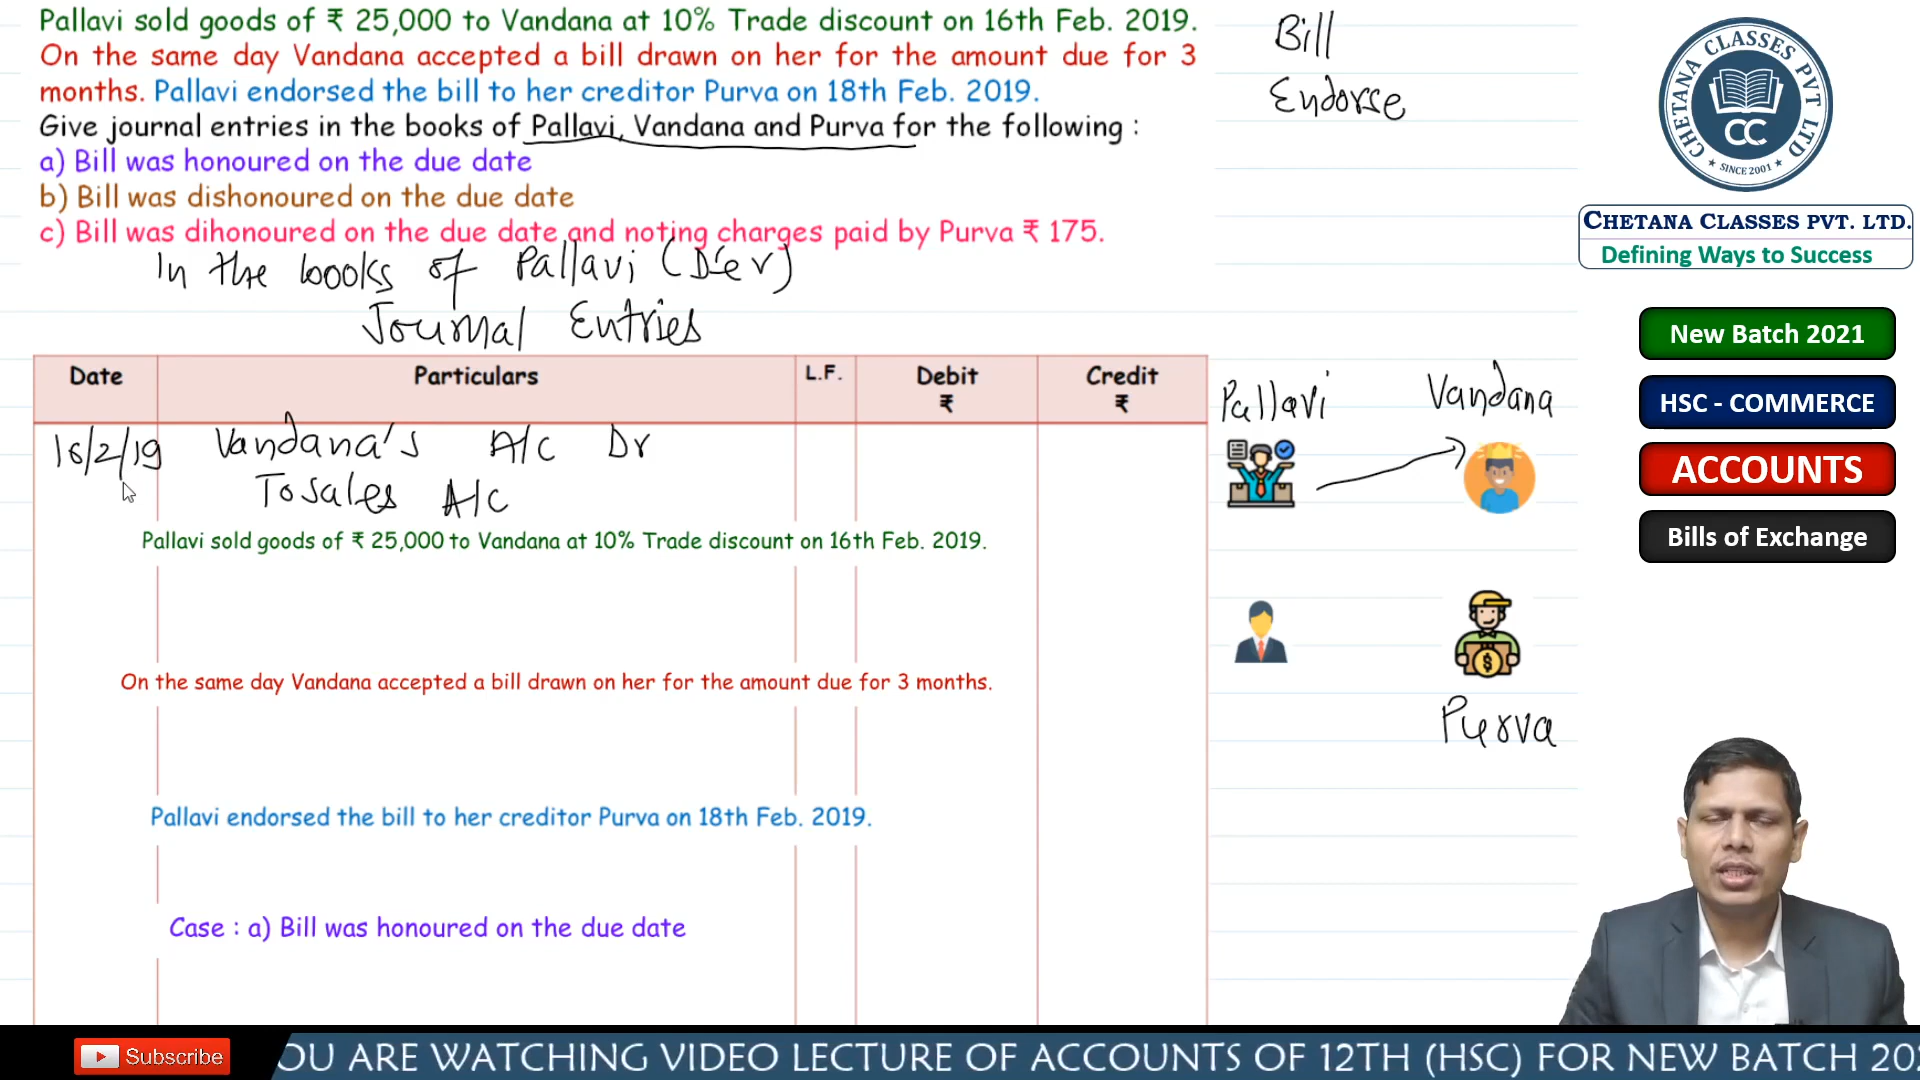 Pallavi sold goods of ₹ 25,000 to Vandana at 10% Trade discount on 16th Feb. 2019.
On the same day Vandana accepted a bill drawn on her for the amount due for 3
months. Pallavi endorsed the bill to her creditor Purva on 18th Feb. 2019.
Give journal entries in the books of Pallavi, Vandana and Purva for the following :
a) Bill was honoured on the due date
b) Bill was dishonoured on the due date
c) Bill was dihonoured on the due date and noting charges paid by Purva ₹ 175.
Bill
Endorse
In the books of Pallavi (D'er)
Journal Entries
Date Particulars L.F. Debit ₹ Credit ₹
16/2/19 Vandana's A/c Dr
To sales A/c
Pallavi sold goods of ₹ 25,000 to Vandana at 10% Trade discount on 16th Feb. 2019.
On the same day Vandana accepted a bill drawn on her for the amount due for 3 months.
Pallavi endorsed the bill to her creditor Purva on 18th Feb. 2019.
Case : a) Bill was honoured on the due date
Pallavi Vandana
Purva
CHETANA CLASSES PVT LTD
CC
SINCE 2001
CHETANA CLASSES PVT. LTD.
Defining Ways to Success
New Batch 2021
HSC - COMMERCE
ACCOUNTS
Bills of Exchange
Subscribe
OU ARE WATCHING VIDEO LECTURE OF ACCOUNTS OF 12TH (HSC) FOR NEW BATCH 20